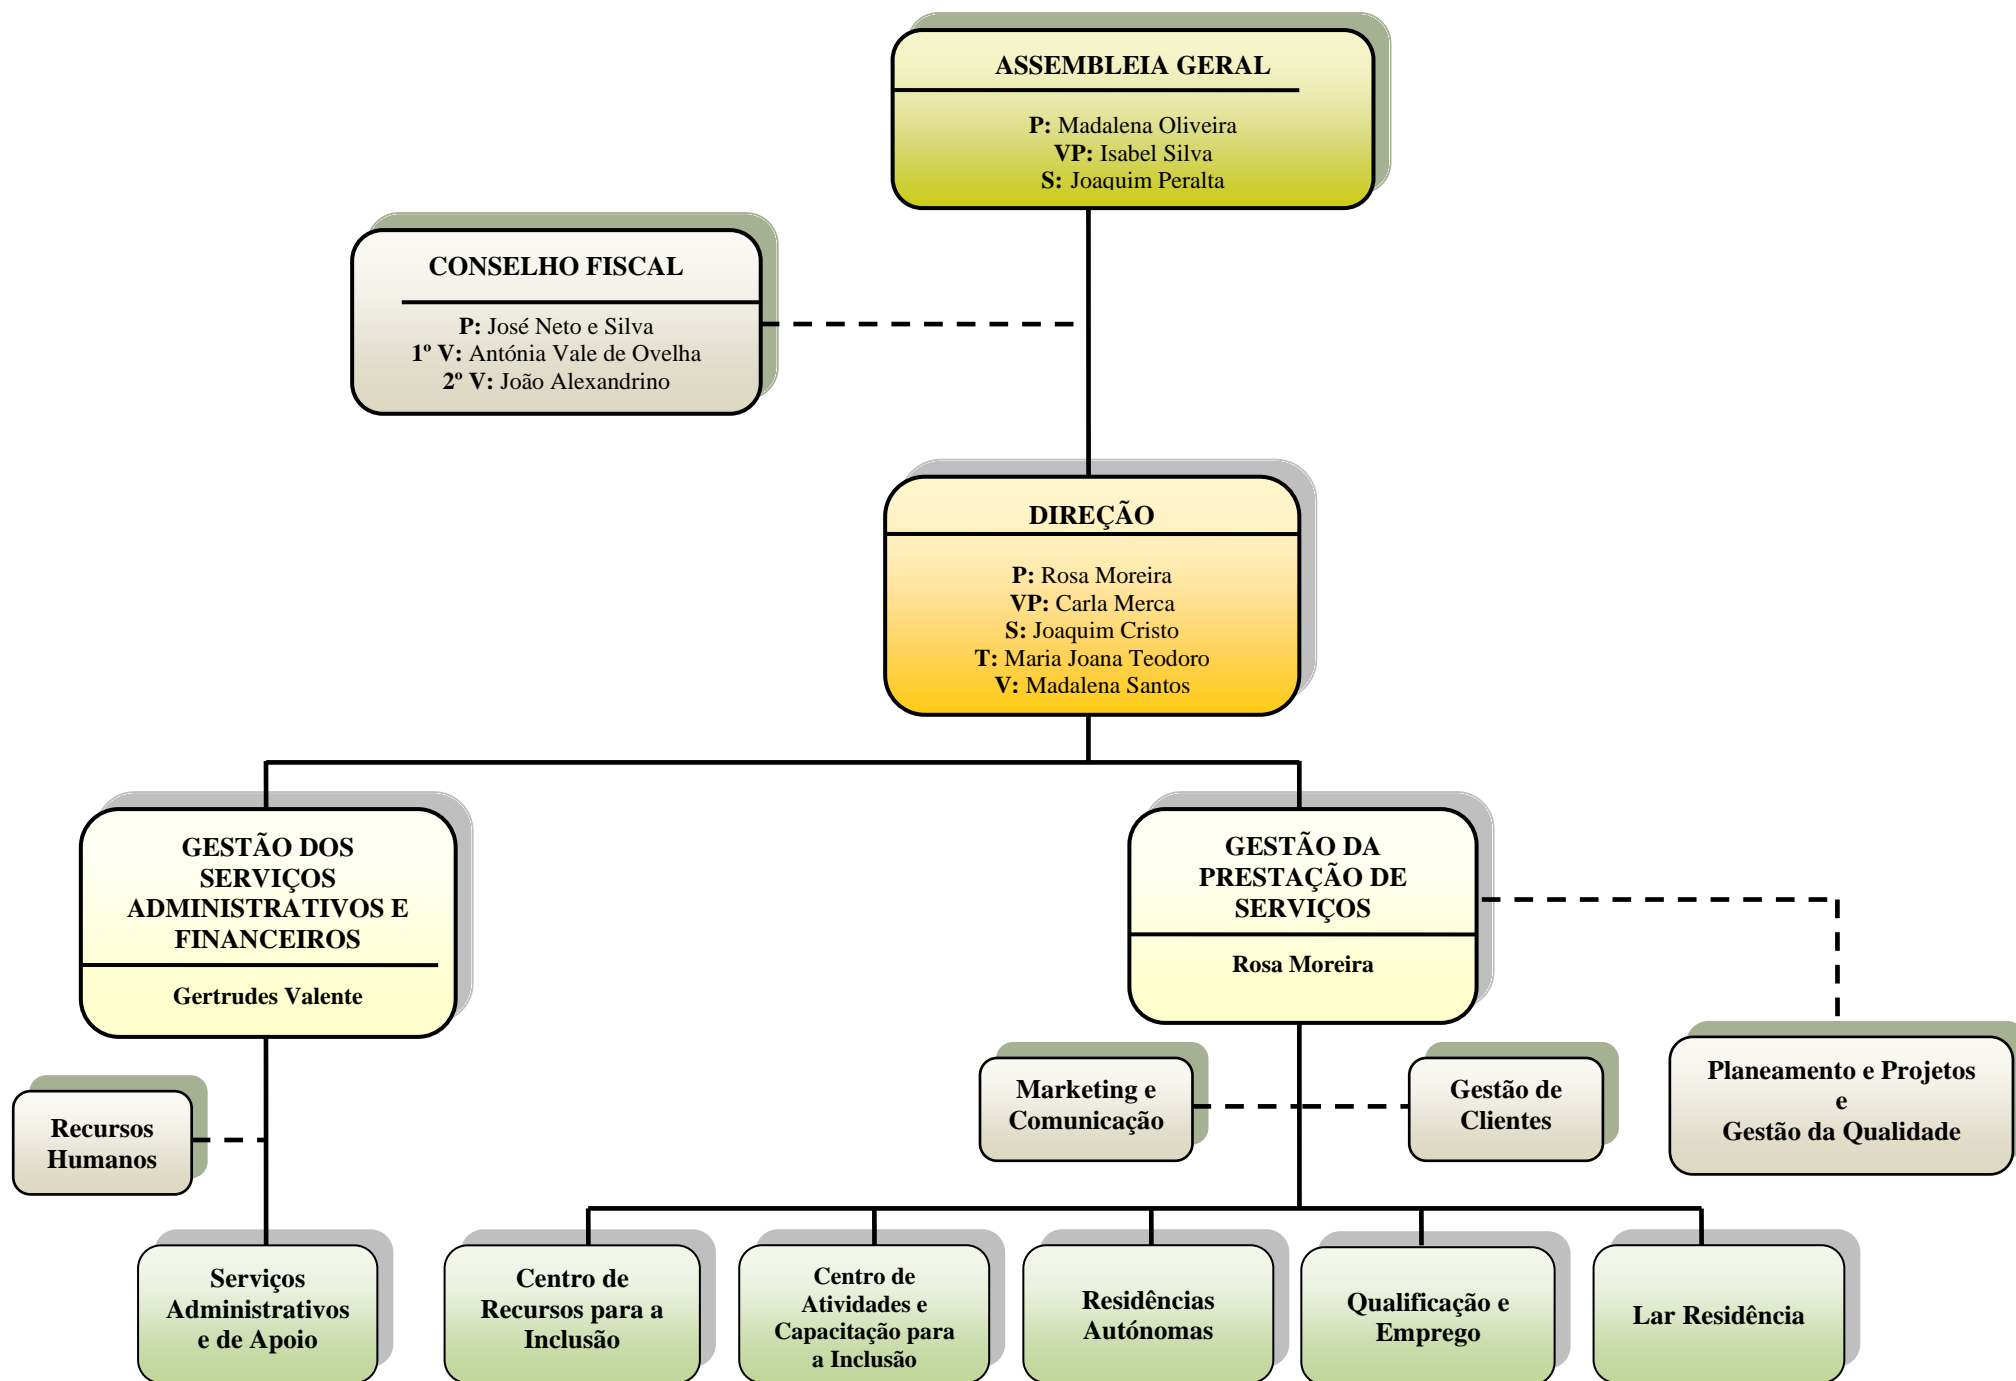 ASSEMBLEIA GERAL
P: Madalena Oliveira
VP: Isabel Silva
S: Joaquim Peralta
CONSELHO FISCAL
P: José Neto e Silva
1º V: Antónia Vale de Ovelha
2º V: João Alexandrino
DIREÇÃO
P: Rosa Moreira
VP: Carla Merca
S: Joaquim Cristo
T: Maria Joana Teodoro
V: Madalena Santos
GESTÃO DOS
SERVIÇOS
ADMINISTRATIVOS E
FINANCEIROS
Gertrudes Valente
GESTÃO DA
PRESTAÇÃO DE
SERVIÇOS
Rosa Moreira
Recursos
Humanos
Marketing e
Comunicação
Gestão de
Clientes
Planeamento e Projetos
e
Gestão da Qualidade
Serviços
Administrativos
e de Apoio
Centro de
Recursos para a
Inclusão
Centro de
Atividades e
Capacitação para
a Inclusão
Residências
Autónomas
Qualificação e
Emprego
Lar Residência